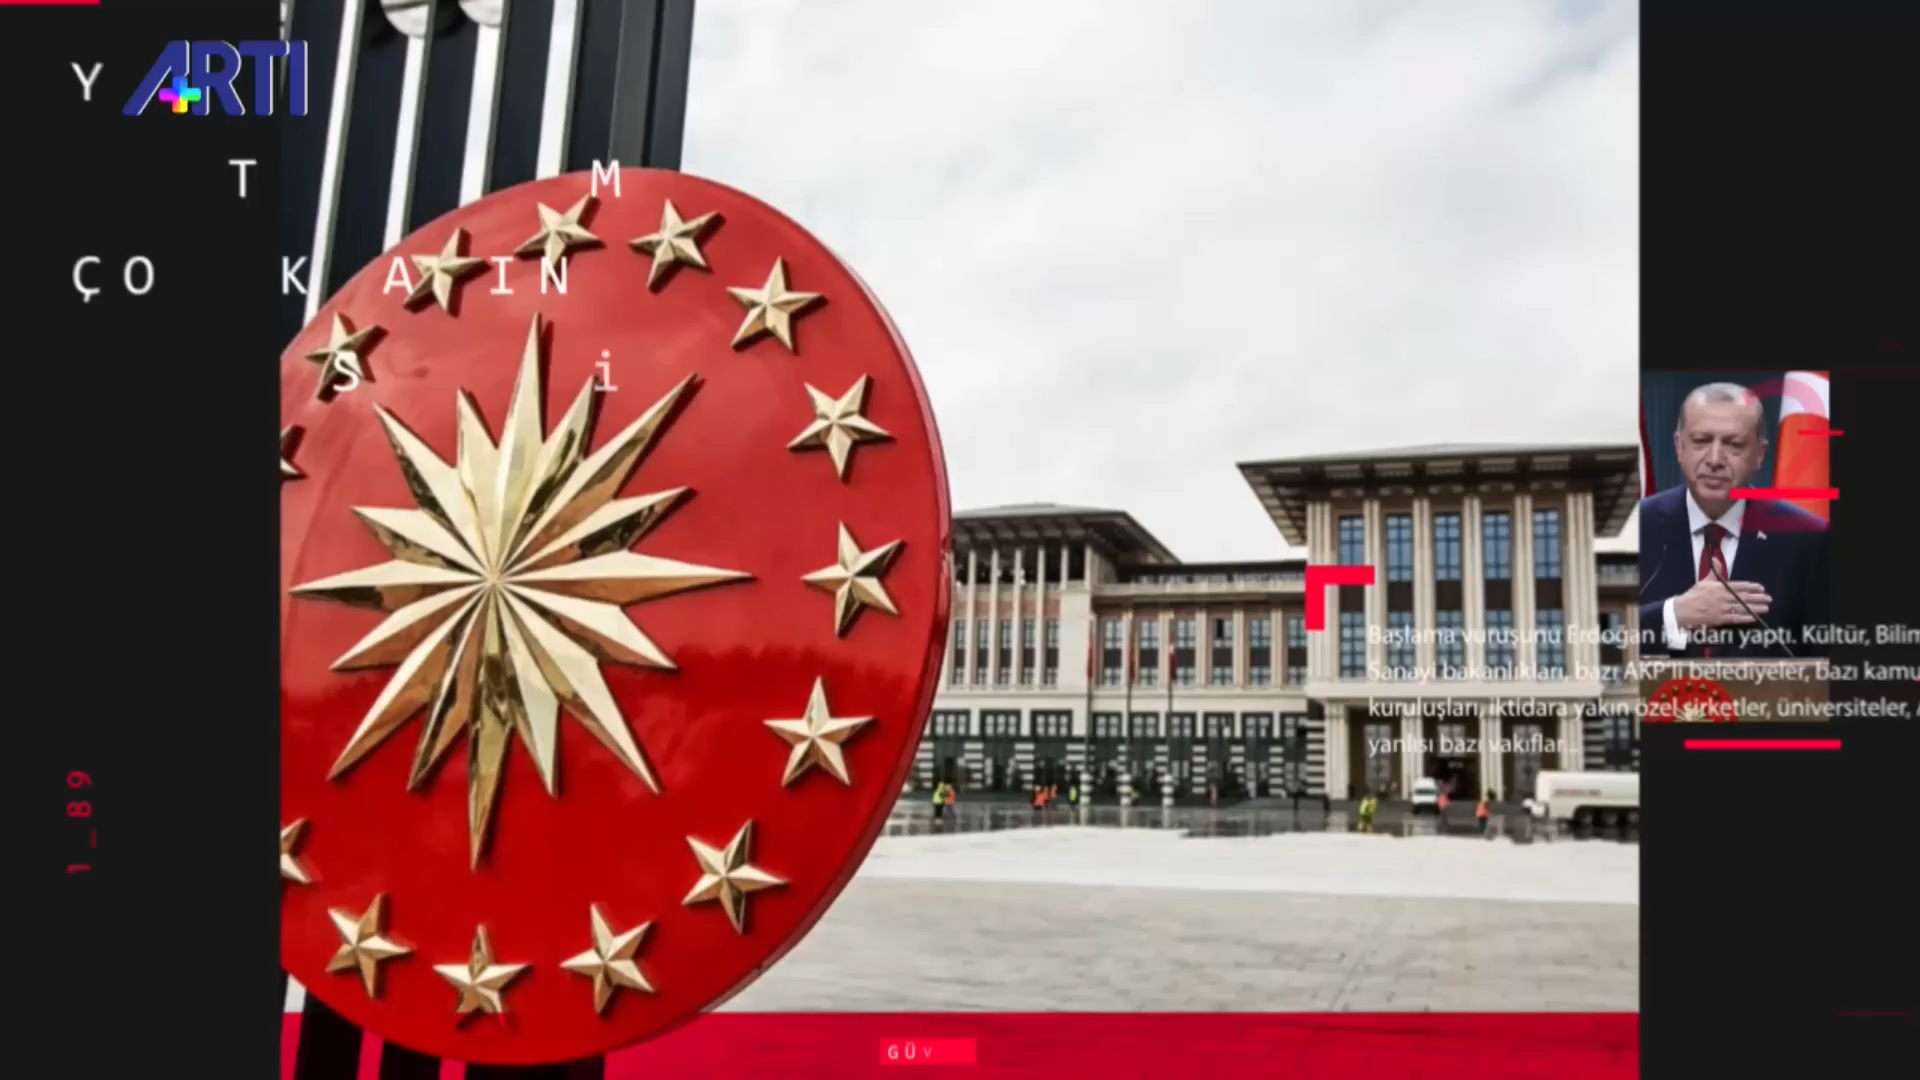 Y
ARTI
T M
ÇO K A IN
S i
Başlama vuruşunu Erdoğan iktidarı yaptı. Kültür, Bilim
Sanayi bakanlıkları, bazı AKP'li belediyeler, bazı kamu
kuruluşları, iktidara yakın özel şirketler, üniversiteler,
yanlısı bazı vakıflar...
1_89
GÜV